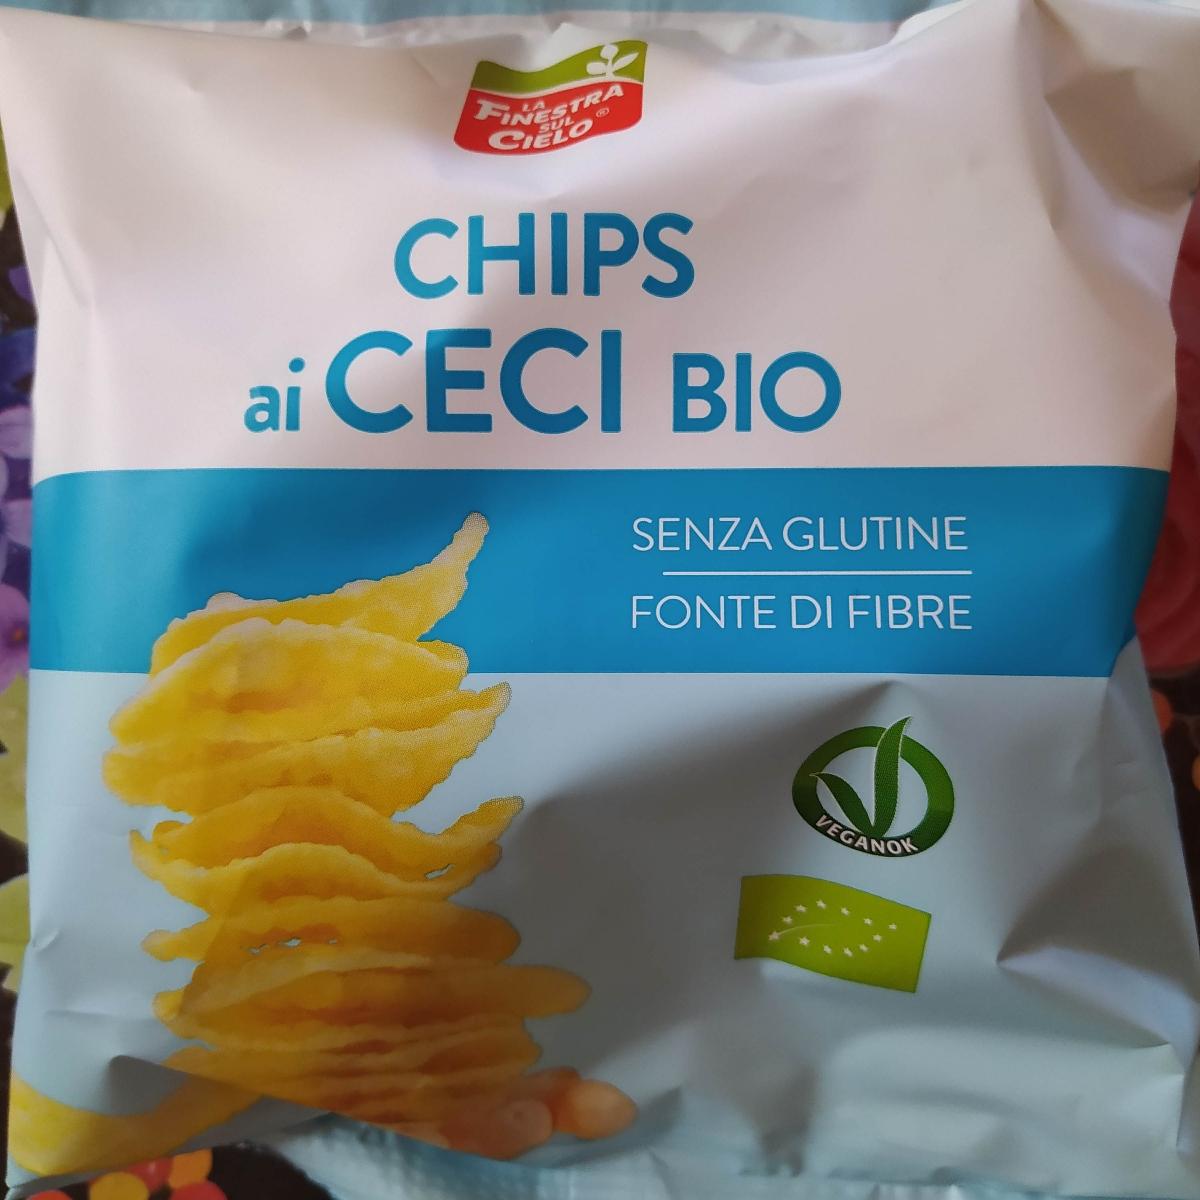 LA
FINESTRA
SUL
CIELO®
CHIPS
ai CECI BIO
SENZA GLUTINE
FONTE DI FIBRE
VEGANOK